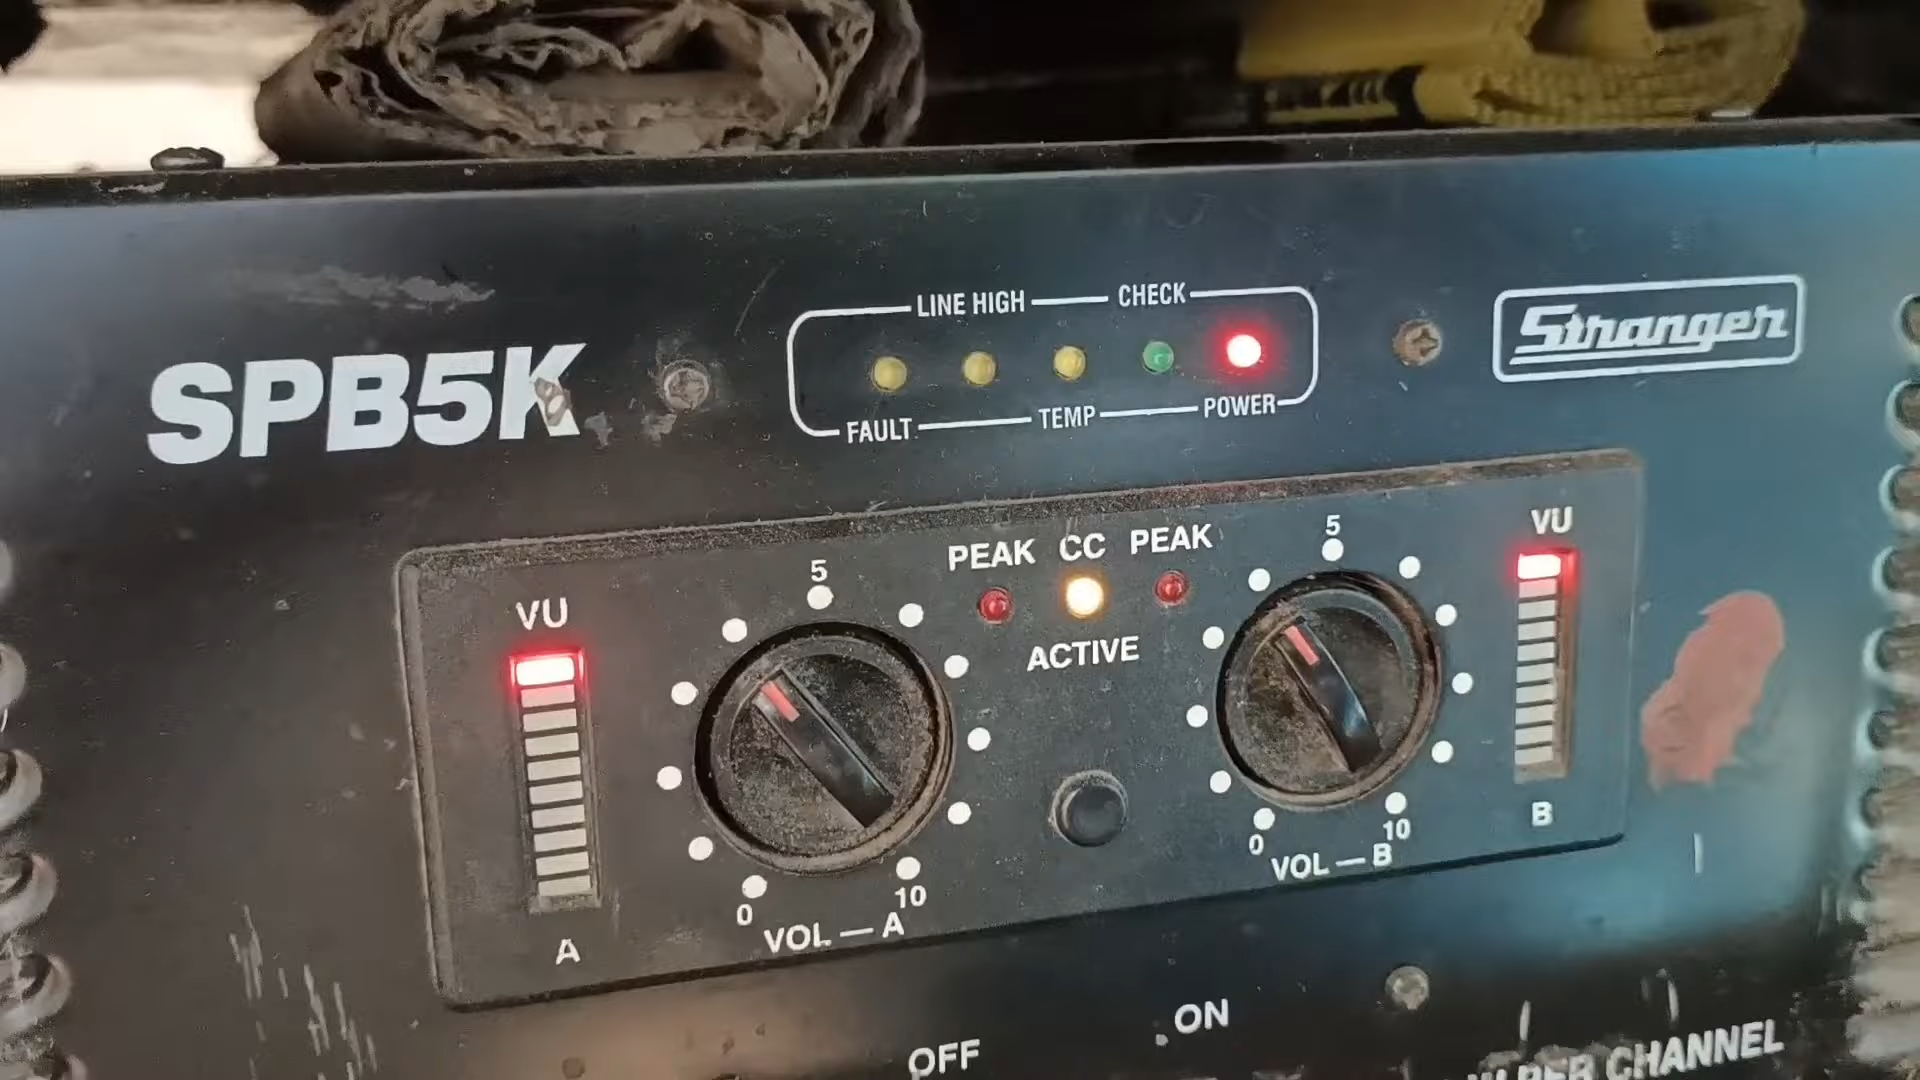 LINE HIGH CHECK
Stranger
SPB5K
FAULT TEMP POWER
VU
5
PEAK CC PEAK
ACTIVE
5
VU
0 10
VOL — A
A
0 10
VOL — B
B
OFF ON
PER CHANNEL